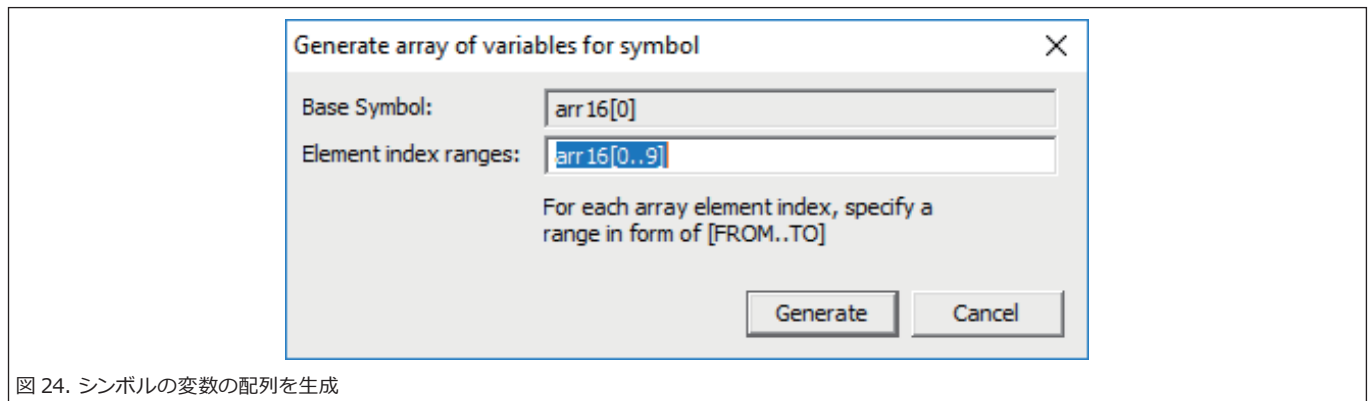 Generate array of variables for symbol
Base Symbol:
arr16[0]
Element index ranges:
arr16[0..9]
For each array element index, specify a
range in form of [FROM..TO]
Generate
Cancel
図 24. シンボルの変数の配列を生成